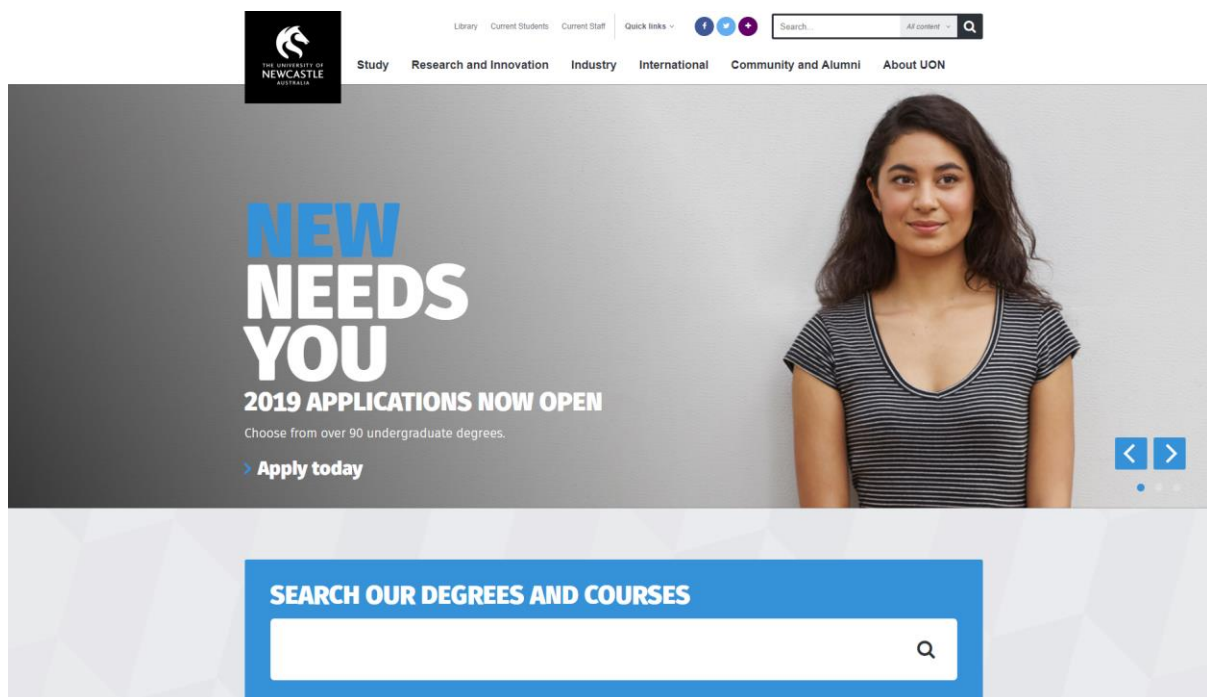 Library Current Students Current Staff Quick links
Search... All content
THE UNIVERSITY OF
NEWCASTLE
AUSTRALIA
Study Research and Innovation Industry International Community and Alumni About UON
NEW
NEEDS
YOU
2019 APPLICATIONS NOW OPEN
Choose from over 90 undergraduate degrees.
Apply today
SEARCH OUR DEGREES AND COURSES